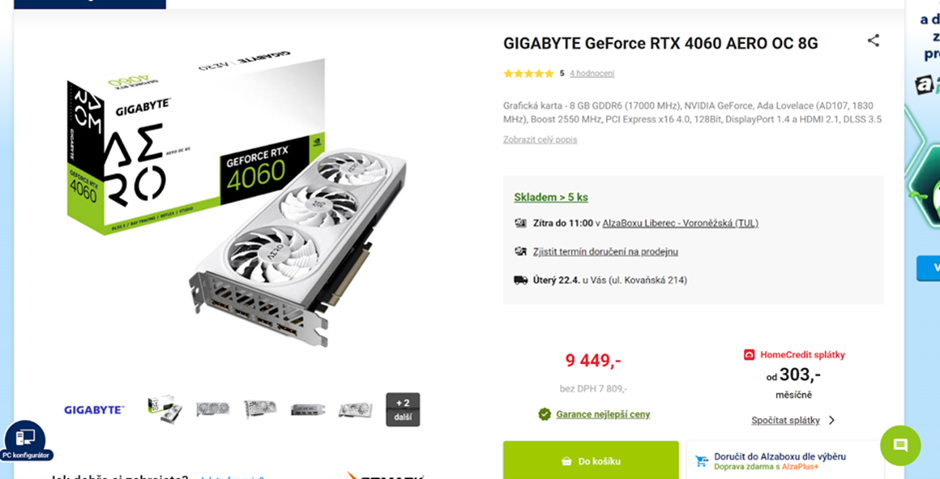 GIGABYTE GeForce RTX 4060 AERO OC 8G
5 4 hodnocení
Grafická karta - 8 GB GDDR6 (17000 MHz), NVIDIA GeForce, Ada Lovelace (AD107, 1830
MHz), Boost 2550 MHz, PCI Express x16 4.0, 128Bit, DisplayPort 1.4 a HDMI 2.1, DLSS 3.5
Zobrazit celý popis
Skladem > 5 ks
Zítra do 11:00 v AlzaBoxu Liberec - Voroněžská (TUL)
Zjistit termín doručení na prodejnu
Úterý 22.4. u Vás (ul. Kovaňská 214)
9 449,-
bez DPH 7 809,-
Garance nejlepší ceny
Do košíku
HomeCredit splátky
od 303,-
měsíčně
Spočítat splátky
Doručit do Alzaboxu dle výběru
Doprava zdarma s AlzaPlus+
GIGABYTE
AERO
AERO OC 8G
GEFORCE RTX
4060
GEFORCE RTX
4060
4060
GIGABYTE
+ 2
další
PC konfigurátor
a d
z
pr